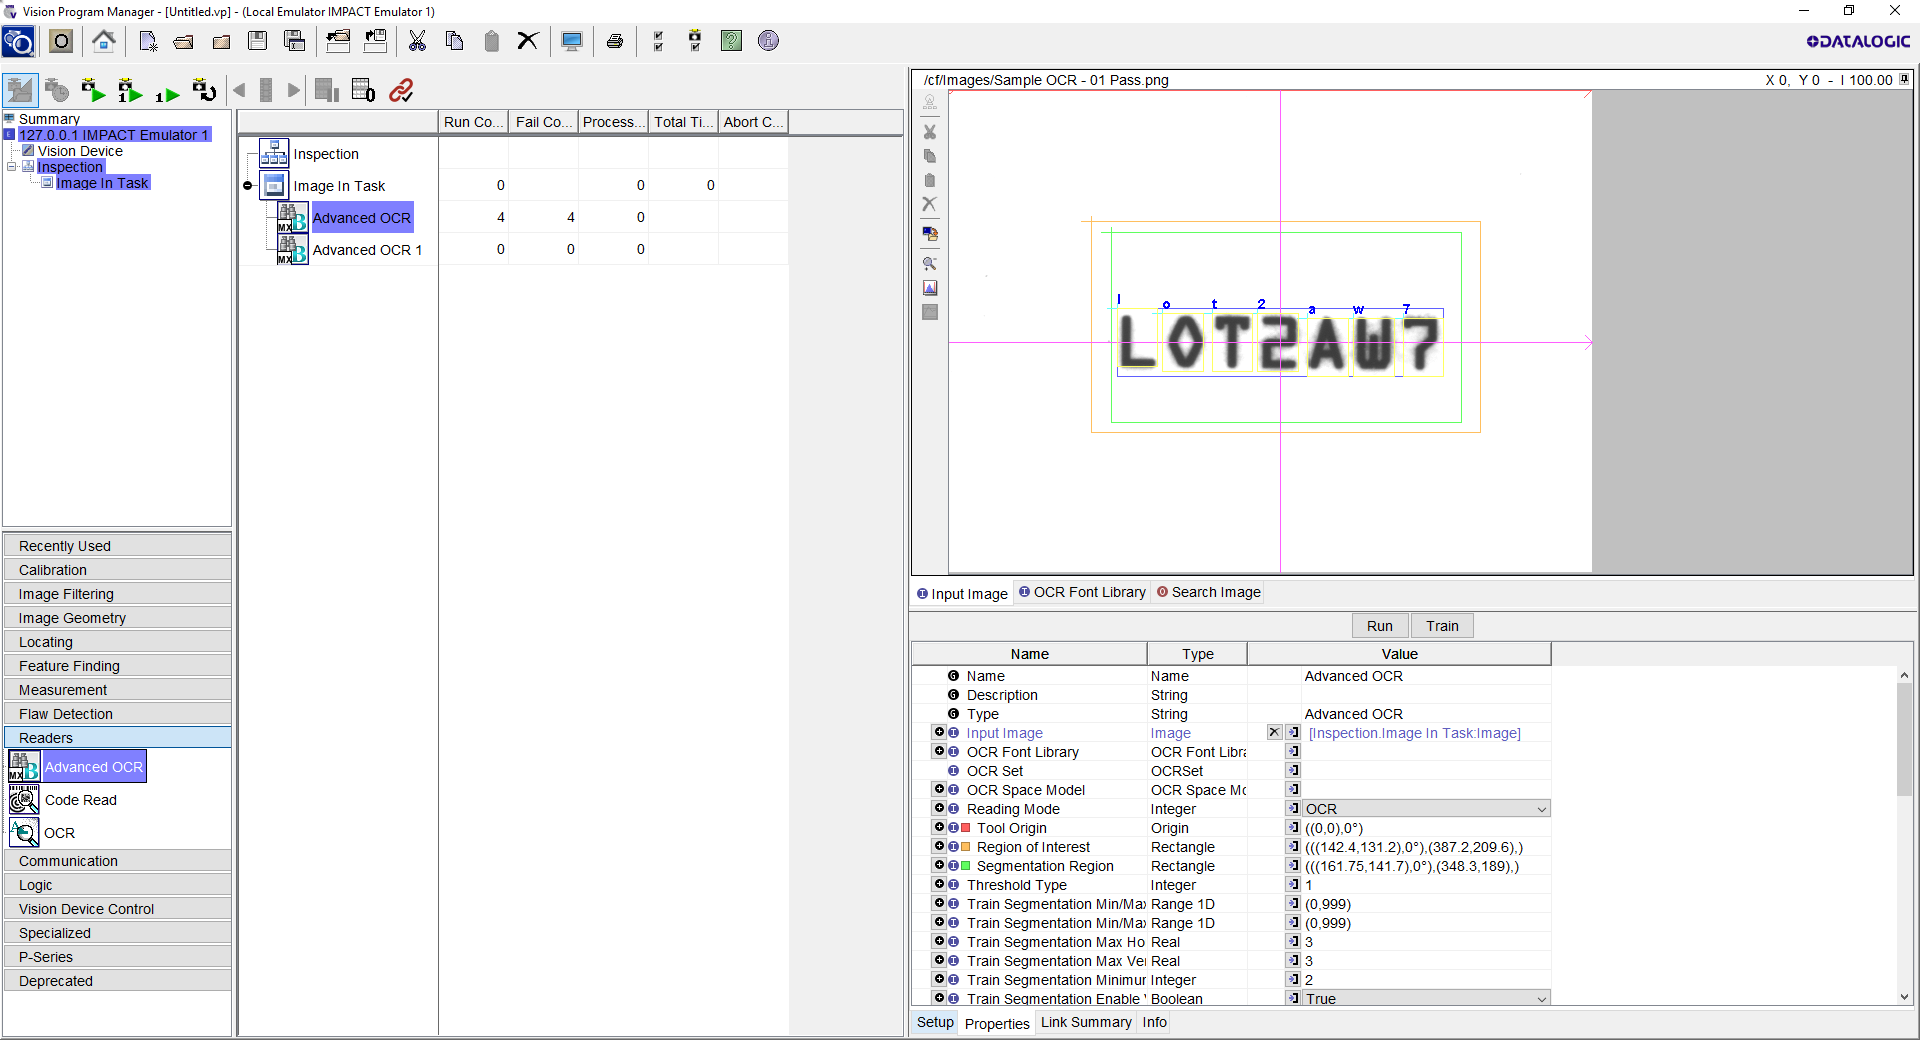 Vision Program Manager - [Untitled.vp] - (Local Emulator IMPACT Emulator 1)
DATALOGIC
Summary
127.0.0.1 IMPACT Emulator 1
Vision Device
Inspection
Image In Task
Run Co... Fail Co... Process... Total Ti... Abort C...
Inspection
Image In Task 0 0 0
Advanced OCR 4 4 0
Advanced OCR 1 0 0 0
Recently Used
Calibration
Image Filtering
Image Geometry
Locating
Feature Finding
Measurement
Flaw Detection
Readers
Advanced OCR
Code Read
OCR
Communication
Logic
Vision Device Control
Specialized
P-Series
Deprecated
/cf/Images/Sample OCR - 01 Pass.png X 0, Y 0 - I 100.00
l o t 2 a w 7
LOT2AW7
Input Image OCR Font Library Search Image
Run Train
Name Type Value
Name Name Advanced OCR
Description String
Type String Advanced OCR
Input Image Image [Inspection.Image In Task:Image]
OCR Font Library OCR Font Libra
OCR Set OCRSet
OCR Space Model OCR Space Mo
Reading Mode Integer OCR
Tool Origin Origin ((0,0),0°)
Region of Interest Rectangle (((142.4,131.2),0°),(387.2,209.6),)
Segmentation Region Rectangle (((161.75,141.7),0°),(348.3,189),)
Threshold Type Integer 1
Train Segmentation Min/Max Range 1D (0,999)
Train Segmentation Min/Max Range 1D (0,999)
Train Segmentation Max Ho Real 3
Train Segmentation Max Ver Real 3
Train Segmentation Minimur Integer 2
Train Segmentation Enable Boolean True
Setup Properties Link Summary Info